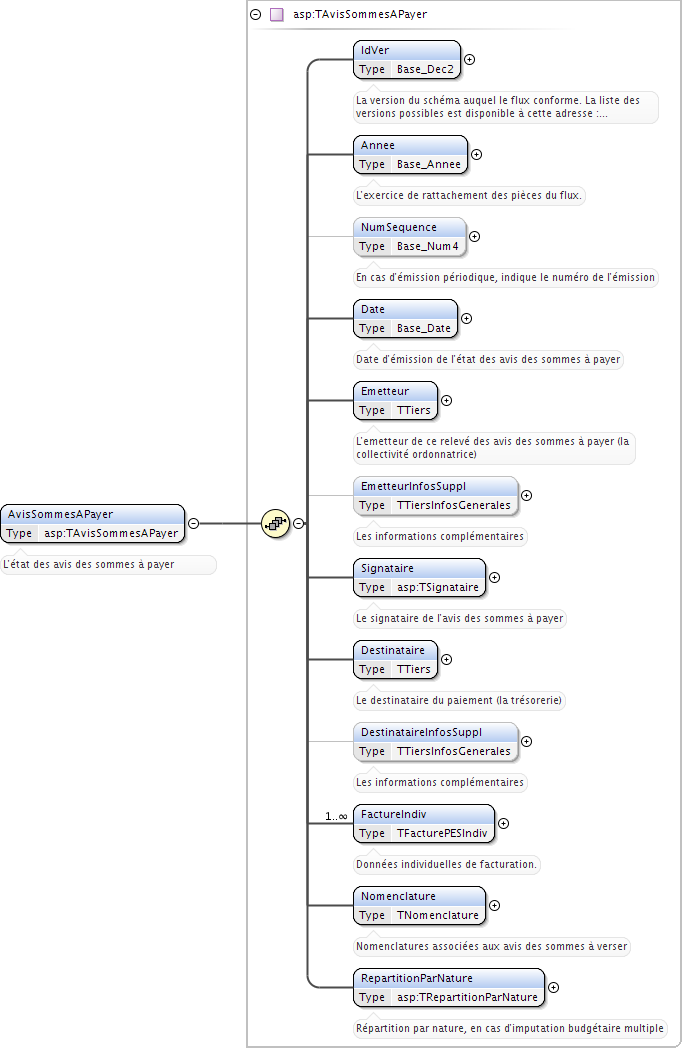 asp:TAvisSommesAPayer
IdVer
Type Base_Dec2
La version du schéma auquel le flux conforme. La liste des
versions possibles est disponible à cette adresse :...
Annee
Type Base_Annee
L'exercice de rattachement des pièces du flux.
NumSequence
Type Base_Num4
En cas d'émission périodique, indique le numéro de l'émission
Date
Type Base_Date
Date d'émission de l'état des avis des sommes à payer
Emetteur
Type TTiers
L'emetteur de ce relevé des avis des sommes à payer (la
collectivité ordonnatrice)
EmetteurInfosSuppl
Type TTiersInfosGenerales
Les informations complémentaires
AvisSommesAPayer
Type asp:TAvisSommesAPayer
L'état des avis des sommes à payer
Signataire
Type asp:TSignataire
Le signataire de l'avis des sommes à payer
Destinataire
Type TTiers
Le destinataire du paiement (la trésorerie)
DestinataireInfosSuppl
Type TTiersInfosGenerales
Les informations complémentaires
1..∞
FactureIndiv
Type TFacturePESIndiv
Données individuelles de facturation.
Nomenclature
Type TNomenclature
Nomenclatures associées aux avis des sommes à verser
RepartitionParNature
Type asp:TRepartitionParNature
Répartition par nature, en cas d'imputation budgétaire multiple